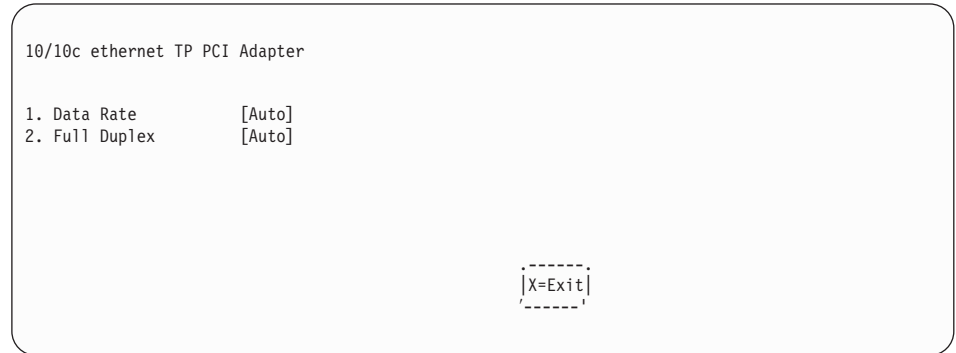 10/10c ethernet TP PCI Adapter
1. Data Rate [Auto]
2. Full Duplex [Auto]
X=Exit